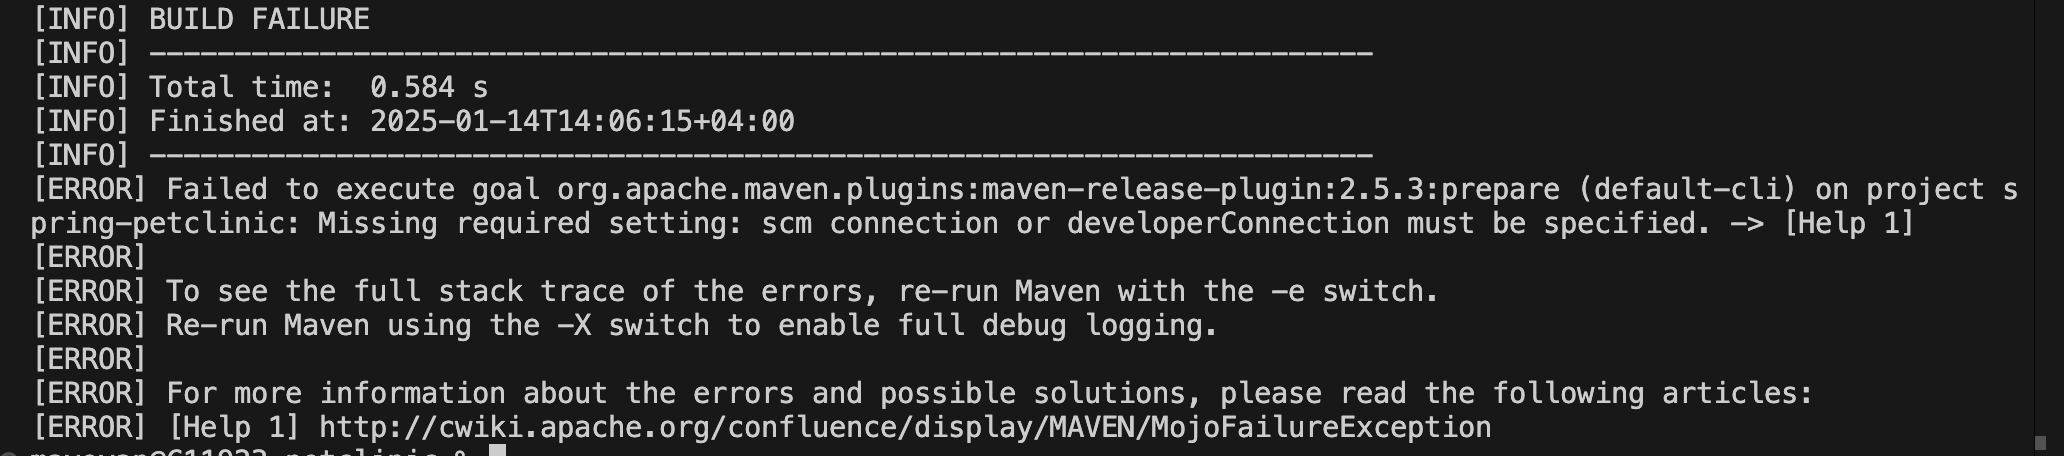 [INFO] BUILD FAILURE
[INFO] ------------------------------------------------------------------------
[INFO] Total time:  0.584 s
[INFO] Finished at: 2025-01-14T14:06:15+04:00
[INFO] ------------------------------------------------------------------------
[ERROR] Failed to execute goal org.apache.maven.plugins:maven-release-plugin:2.5.3:prepare (default-cli) on project s
pring-petclinic: Missing required setting: scm connection or developerConnection must be specified. -> [Help 1]
[ERROR]
[ERROR] To see the full stack trace of the errors, re-run Maven with the -e switch.
[ERROR] Re-run Maven using the -X switch to enable full debug logging.
[ERROR]
[ERROR] For more information about the errors and possible solutions, please read the following articles:
[ERROR] [Help 1] http://cwiki.apache.org/confluence/display/MAVEN/MojoFailureException